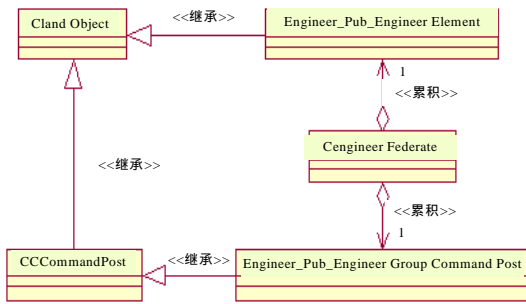 <<继承>>
Cland Object
Engineer_Pub_Engineer Element
1
<<累积>>
Cengineer Federate
<<继承>>
<<累积>>
1
CCCommandPost
<<继承>>
Engineer_Pub_Engineer Group Command Post